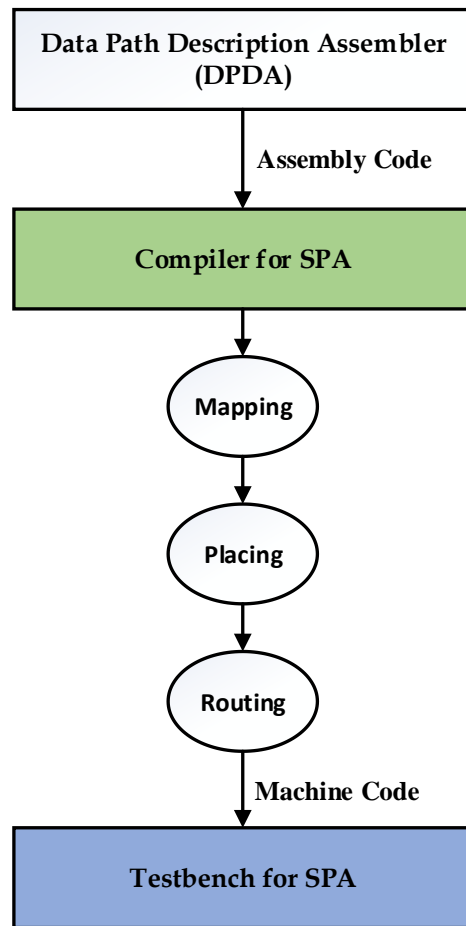 Data Path Description Assembler
(DPDA)
Assembly Code
Compiler for SPA
Mapping
Placing
Routing
Machine Code
Testbench for SPA